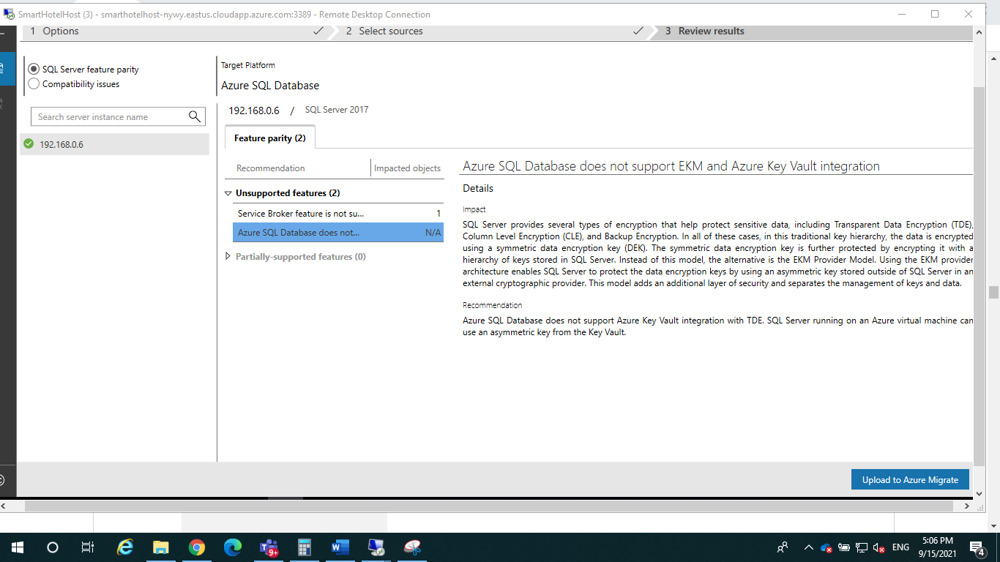 SmartHotelHost (3) - smarthotelhost-nywy.eastus.cloudapp.azure.com:3389 - Remote Desktop Connection
1 Options
2 Select sources
3 Review results
SQL Server feature parity
Compatibility issues
Search server instance name
192.168.0.6
Target Platform
Azure SQL Database
192.168.0.6 / SQL Server 2017
Feature parity (2)
Recommendation Impacted objects
Unsupported features (2)
Service Broker feature is not su... 1
Azure SQL Database does not... N/A
Partially-supported features (0)
Azure SQL Database does not support EKM and Azure Key Vault integration
Details
Impact
SQL Server provides several types of encryption that help protect sensitive data, including Transparent Data Encryption (TDE),
Column Level Encryption (CLE), and Backup Encryption. In all of these cases, in this traditional key hierarchy, the data is encrypted
using a symmetric data encryption key (DEK). The symmetric data encryption key is further protected by encrypting it with a
hierarchy of keys stored in SQL Server. Instead of this model, the alternative is the EKM Provider Model. Using the EKM provider
architecture enables SQL Server to protect the data encryption keys by using an asymmetric key stored outside of SQL Server in an
external cryptographic provider. This model adds an additional layer of security and separates the management of keys and data.
Recommendation
Azure SQL Database does not support Azure Key Vault integration with TDE. SQL Server running on an Azure virtual machine can
use an asymmetric key from the Key Vault.
Upload to Azure Migrate
9+
ENG
5:06 PM
9/15/2021
4